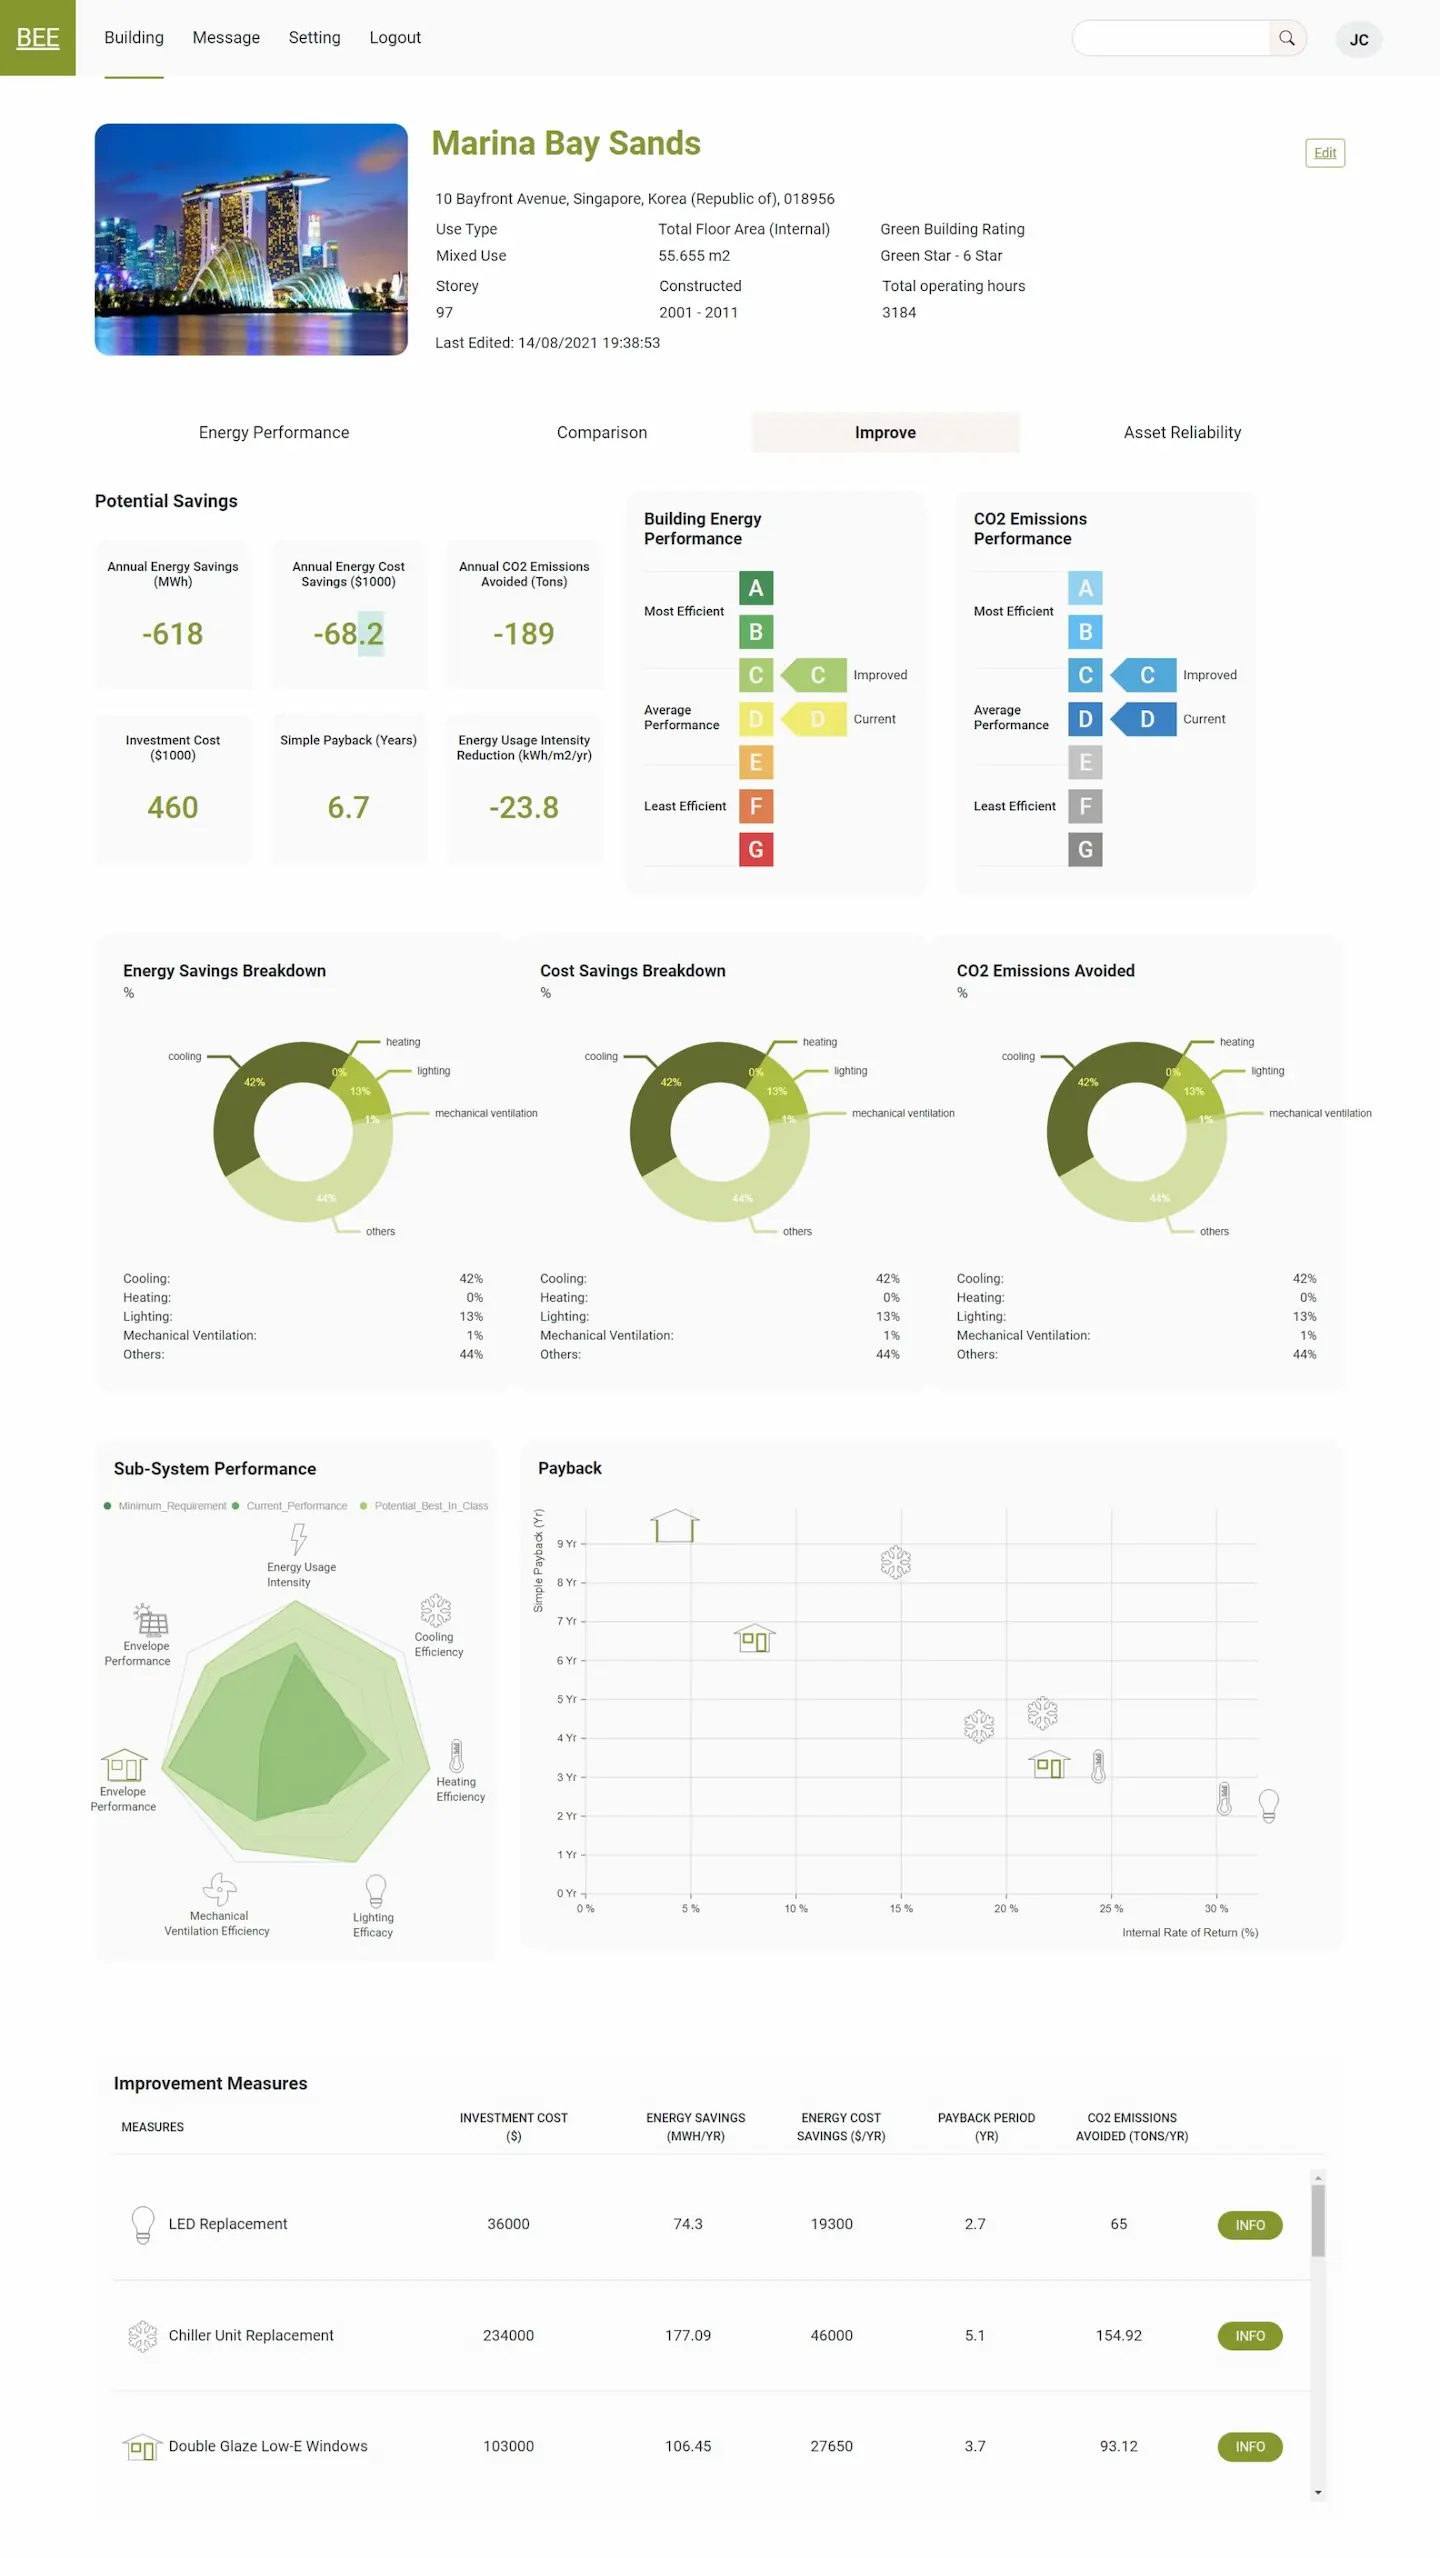 BEE
Building Message Setting Logout
JC
Marina Bay Sands
Edit
10 Bayfront Avenue, Singapore, Korea (Republic of), 018956
Use Type Total Floor Area (Internal) Green Building Rating
Mixed Use 55.655 m2 Green Star - 6 Star
Storey Constructed Total operating hours
97 2001 - 2011 3184
Last Edited: 14/08/2021 19:38:53
Energy Performance Comparison Improve Asset Reliability
Potential Savings
Annual Energy Savings
(MWh)
-618
Annual Energy Cost
Savings ($1000)
-68.2
Annual CO2 Emissions
Avoided (Tons)
-189
Investment Cost
($1000)
460
Simple Payback (Years)
6.7
Energy Usage Intensity
Reduction (kWh/m2/yr)
-23.8
Building Energy
Performance
A
Most Efficient
B
C C Improved
Average
Performance
D D Current
E
Least Efficient F
G
CO2 Emissions
Performance
A
Most Efficient
B
C C Improved
Average
Performance
D D Current
E
Least Efficient F
G
Energy Savings Breakdown
%
heating
cooling
lighting
0%
42%
13%
mechanical ventilation
1%
44%
others
Cooling: 42%
Heating: 0%
Lighting: 13%
Mechanical Ventilation: 1%
Others: 44%
Cost Savings Breakdown
%
heating
cooling
lighting
0%
42%
13%
mechanical ventilation
1%
44%
others
Cooling: 42%
Heating: 0%
Lighting: 13%
Mechanical Ventilation: 1%
Others: 44%
CO2 Emissions Avoided
%
heating
cooling
lighting
0%
42%
13%
mechanical ventilation
1%
44%
others
Cooling: 42%
Heating: 0%
Lighting: 13%
Mechanical Ventilation: 1%
Others: 44%
Sub-System Performance
Minimum_Requirement Current_Performance Potential_Best_In_Class
Energy Usage
Intensity
Cooling
Efficiency
Envelope
Performance
Heating
Efficiency
Envelope
Performance
Mechanical
Ventilation Efficiency
Lighting
Efficacy
Payback
Simple Payback (Yr)
9 Yr
8 Yr
7 Yr
6 Yr
5 Yr
4 Yr
3 Yr
2 Yr
1 Yr
0 Yr
0 % 5 % 10 % 15 % 20 % 25 % 30 %
Internal Rate of Return (%)
Improvement Measures
MEASURES
INVESTMENT COST
($)
ENERGY SAVINGS
(MWH/YR)
ENERGY COST
SAVINGS ($/YR)
PAYBACK PERIOD
(YR)
CO2 EMISSIONS
AVOIDED (TONS/YR)
LED Replacement 36000 74.3 19300 2.7 65 INFO
Chiller Unit Replacement 234000 177.09 46000 5.1 154.92 INFO
Double Glaze Low-E Windows 103000 106.45 27650 3.7 93.12 INFO